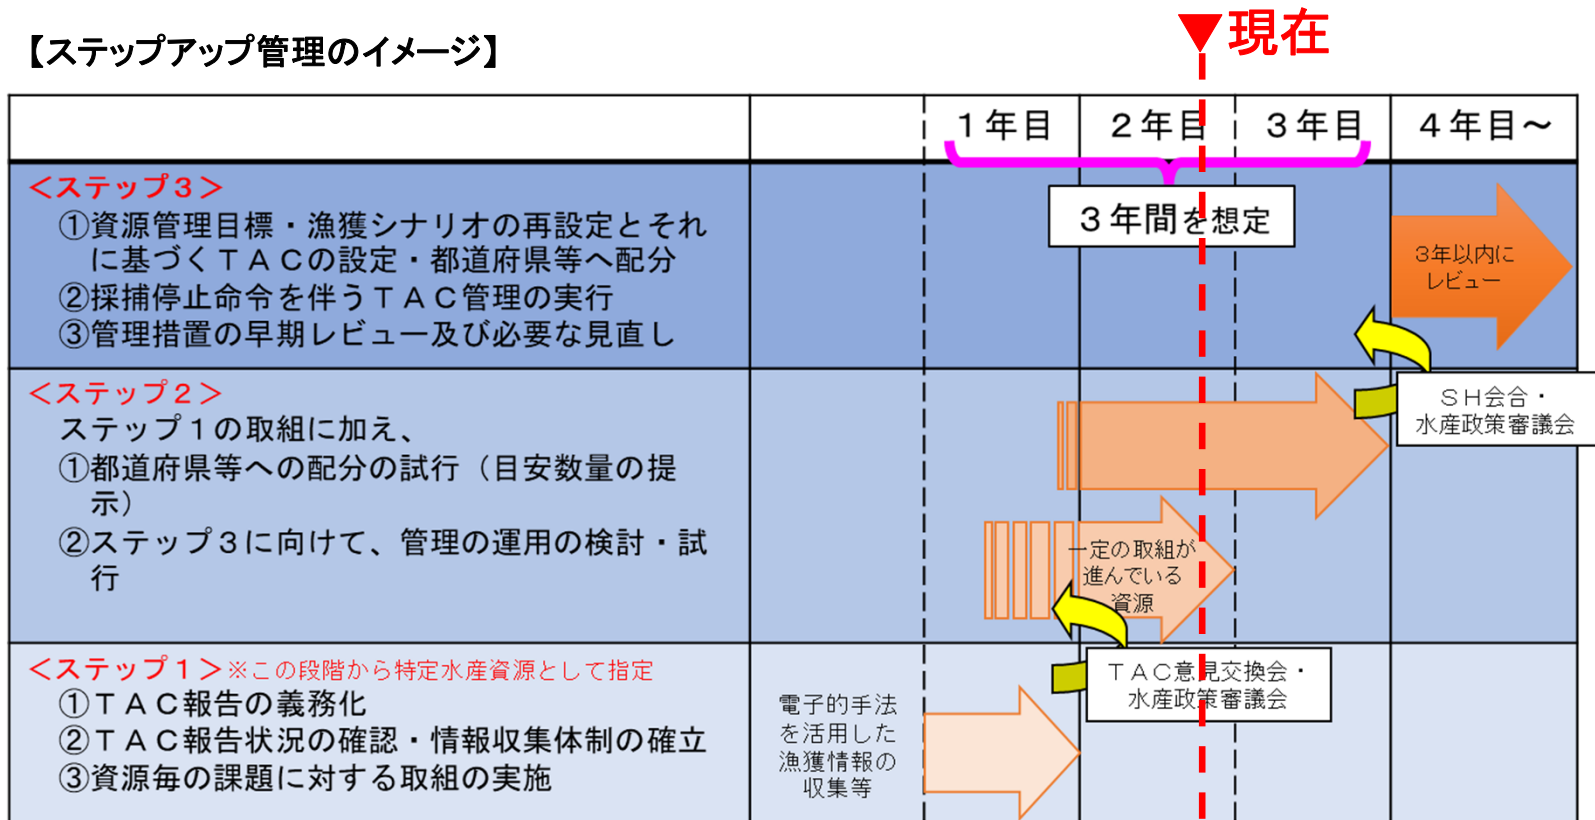 【ステップアップ管理のイメージ】
▼現在
１年目 ２年目 ３年目 ４年目～
３年間を想定
＜ステップ３＞
①資源管理目標・漁獲シナリオの再設定とそれ
に基づくＴＡＣの設定・都道府県等へ配分
②採捕停止命令を伴うＴＡＣ管理の実行
③管理措置の早期レビュー及び必要な見直し
3年以内に
レビュー
＜ステップ２＞
ステップ１の取組に加え、
①都道府県等への配分の試行（目安数量の提
示）
②ステップ３に向けて、管理の運用の検討・試
行
ＳＨ会合・
水産政策審議会
一定の取組が
進んでいる
資源
＜ステップ１＞※この段階から特定水産資源として指定
①ＴＡＣ報告の義務化
②ＴＡＣ報告状況の確認・情報収集体制の確立
③資源毎の課題に対する取組の実施
電子的手法
を活用した
漁獲情報の
収集等
ＴＡＣ意見交換会・
水産政策審議会